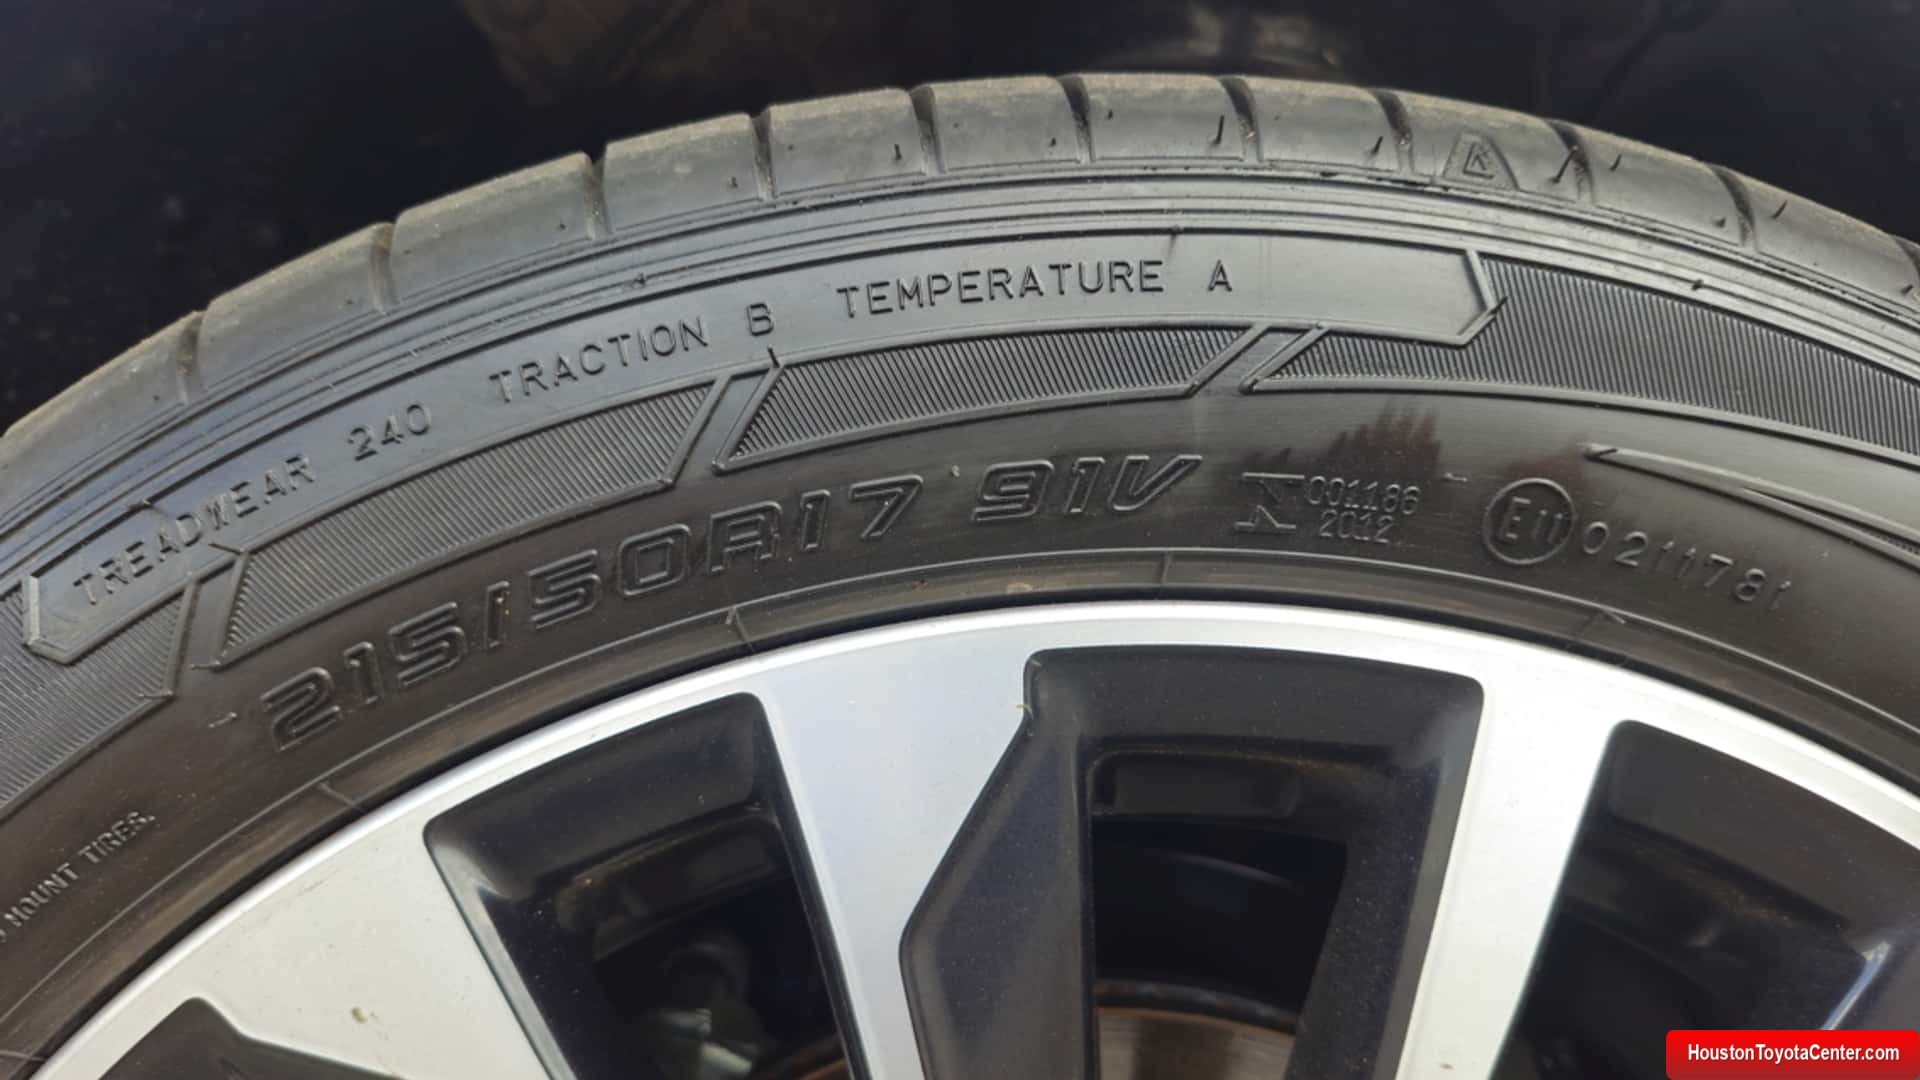 TREADWEAR 240 TRACTION B TEMPERATURE A
215/50R17 91V
001186
2012
E11 0211781
MOUNT TIRES.
HoustonToyotaCenter.com